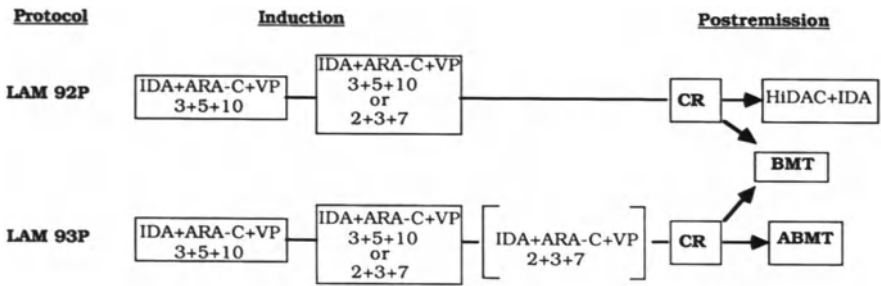 Protocol Induction Postremission
LAM 92P
IDA+ARA-C+VP
3+5+10
IDA+ARA-C+VP
3+5+10
or
2+3+7
CR
HiDAC+IDA
BMT
LAM 93P
IDA+ARA-C+VP
3+5+10
IDA+ARA-C+VP
3+5+10
or
2+3+7
IDA+ARA-C+VP
2+3+7
CR
ABMT